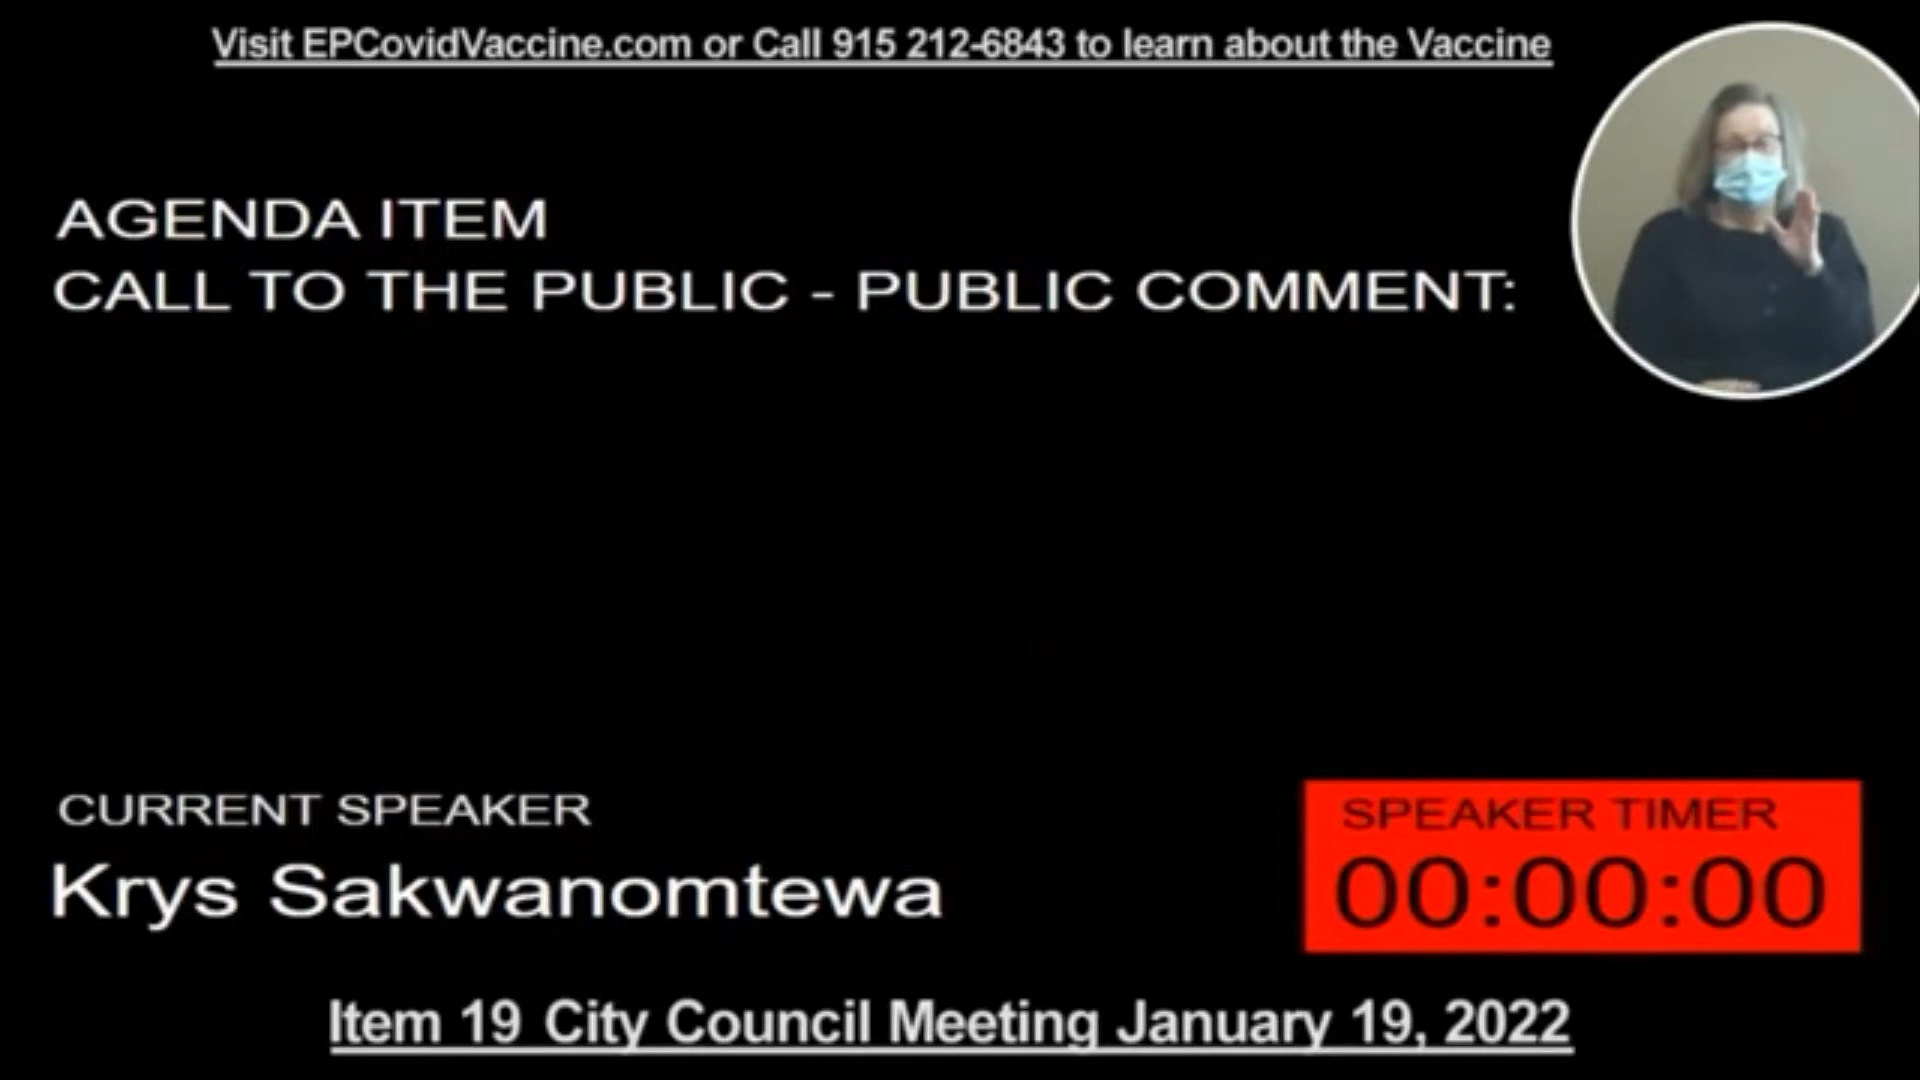 Visit EPCovidVaccine.com or Call 915 212-6843 to learn about the Vaccine
AGENDA ITEM
CALL TO THE PUBLIC - PUBLIC COMMENT:
CURRENT SPEAKER
Krys Sakwanomtewa
SPEAKER TIMER
00:00:00
Item 19 City Council Meeting January 19, 2022